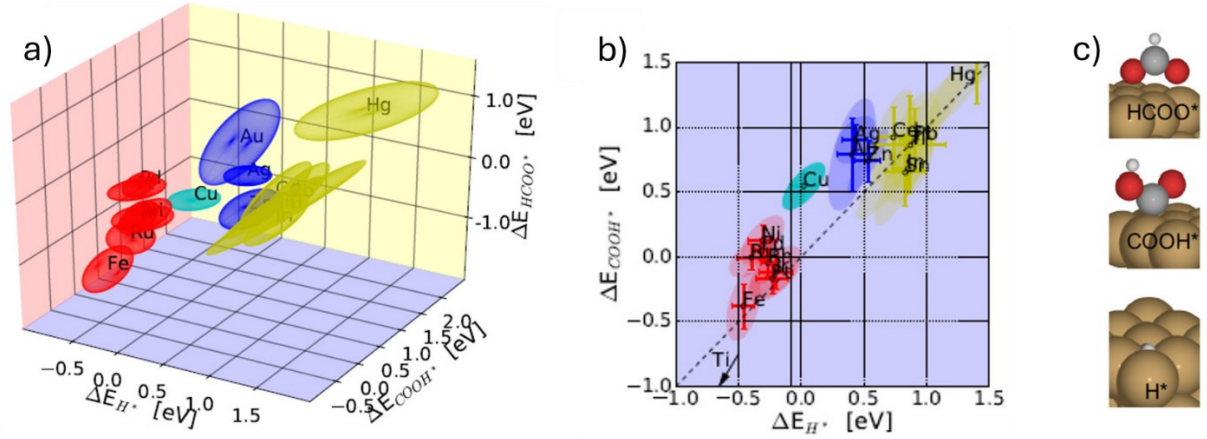 a)
Au
Hg
Ag
Cu
Ru
Fe
1.0
0.0
-1.0
ΔE_HCOO* [eV]
-0.5
0.0
0.5
1.0
1.5
ΔE_H* [eV]
-0.5
0.0
0.5
1.0
1.5
2.0
ΔE_COOH* [eV]
b)
1.5
1.0
0.5
0.0
−0.5
−1.0
ΔE_COOH* [eV]
Hg
Ag
Zn
Cu
Ni
Fe
Ti
−1.0
−0.5
0.0
0.5
1.0
1.5
ΔE_H* [eV]
c)
HCOO*
COOH*
H*